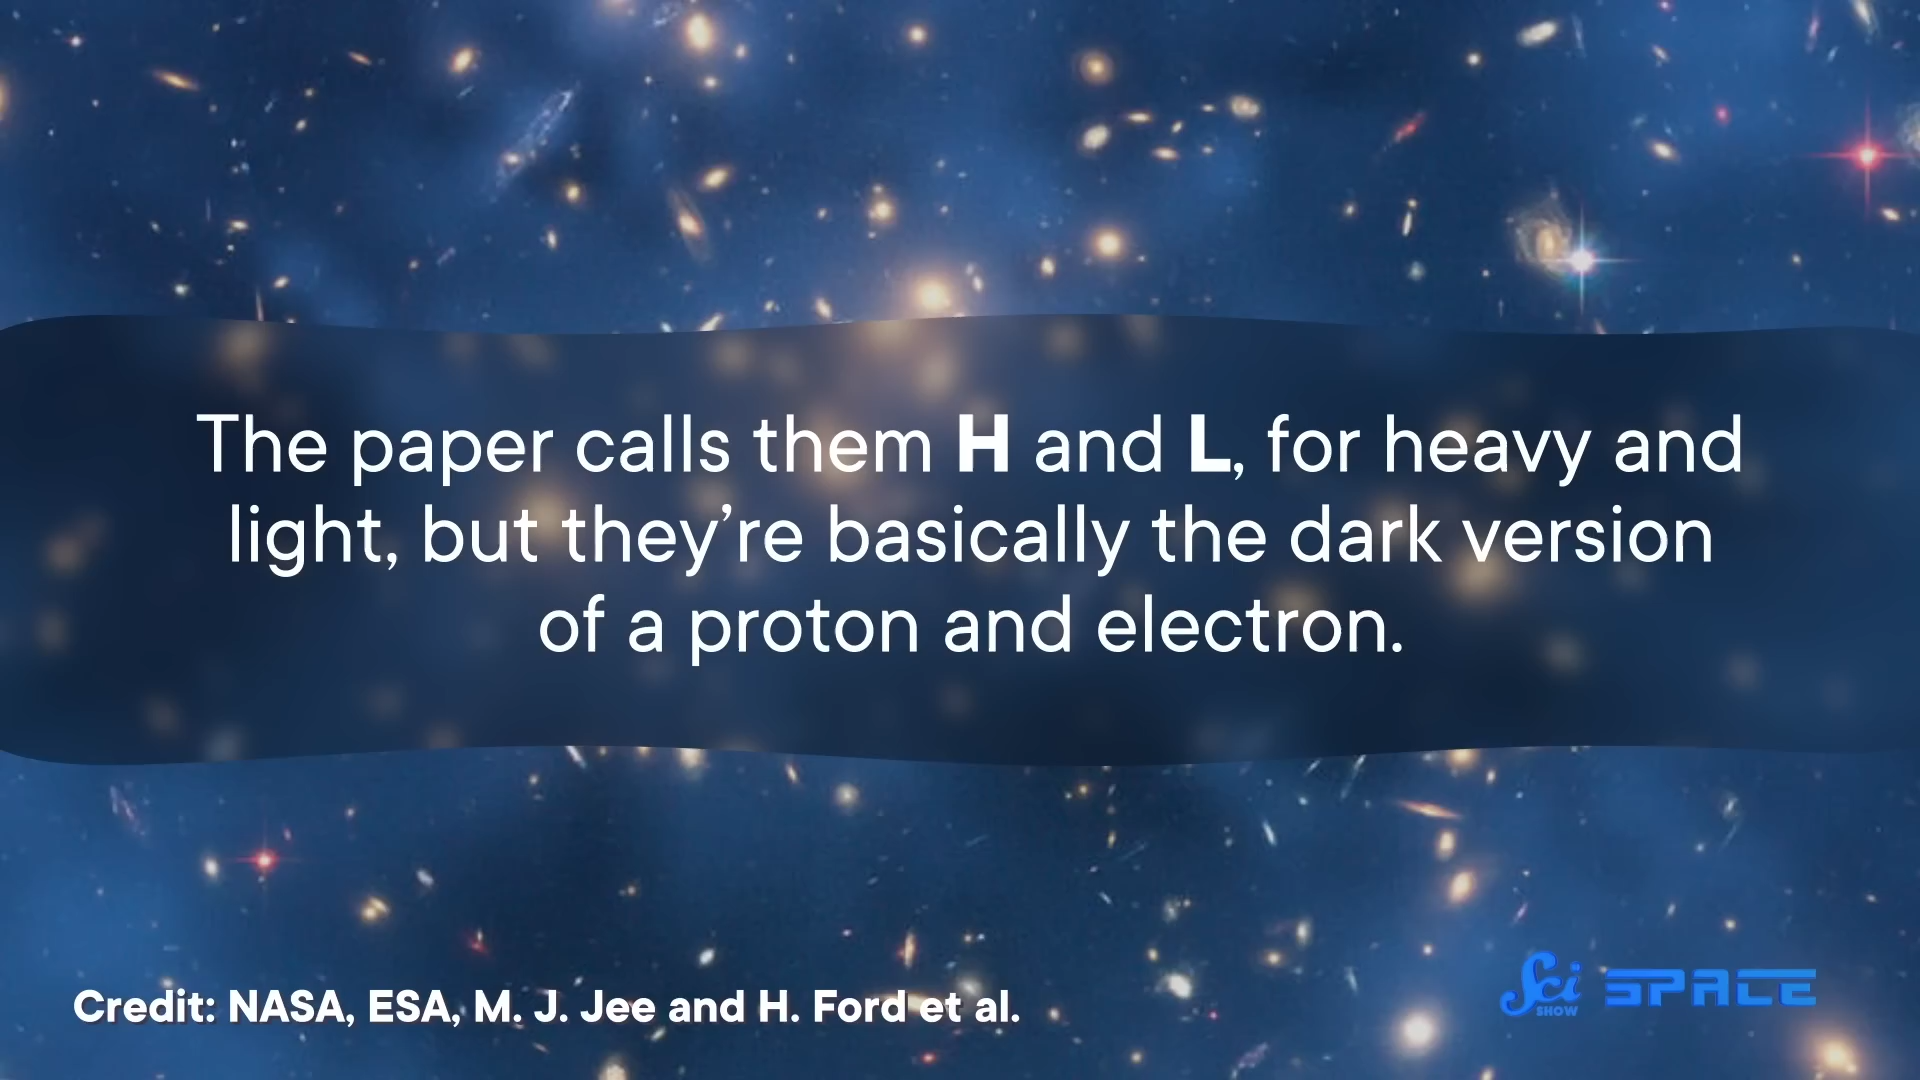 The paper calls them H and L, for heavy and
light, but they’re basically the dark version
of a proton and electron.
Credit: NASA, ESA, M. J. Jee and H. Ford et al.
Sci SHOW SPACE